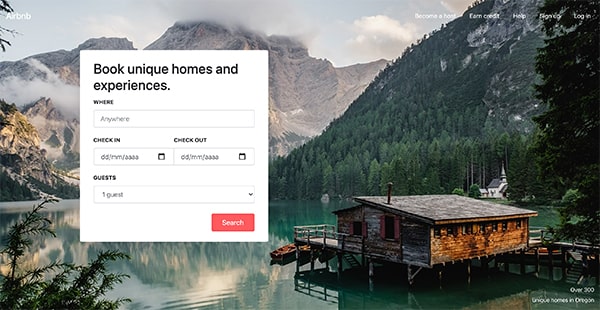 Airbnb
Become a host Earn credit Help Sign up Log in
Book unique homes and
experiences.
WHERE
Anywhere
CHECK IN CHECK OUT
dd/mm/aaaa dd/mm/aaaa
GUESTS
1 guest
Search
Over 300
unique homes in Oregon